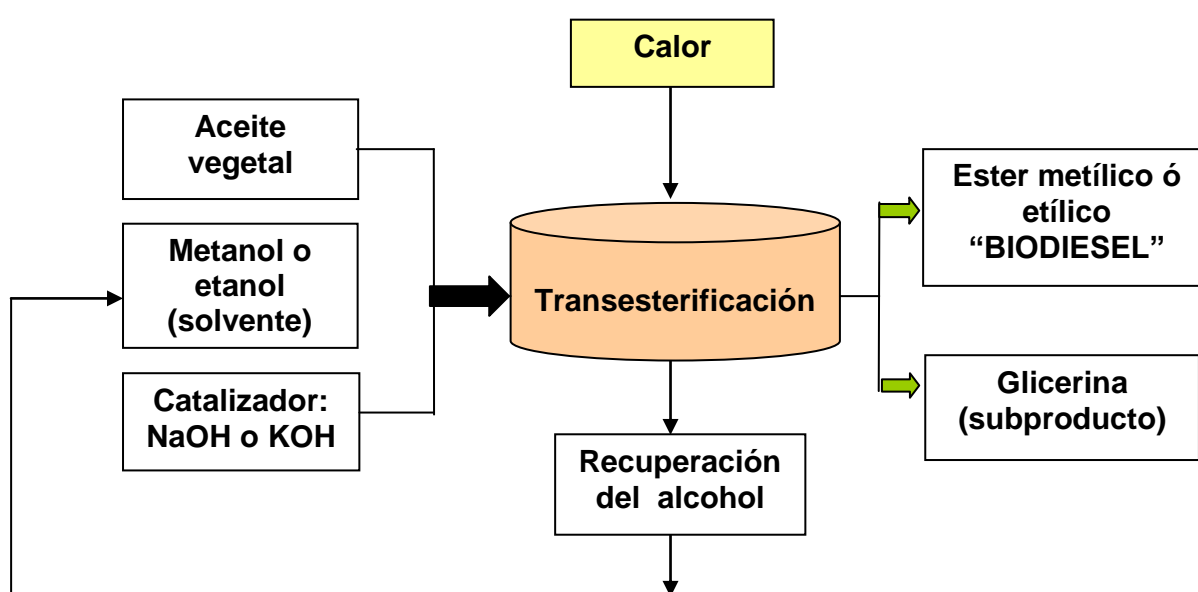 Calor
Aceite
vegetal
Metanol o
etanol
(solvente)
Catalizador:
NaOH o KOH
Transesterificación
Recuperación
del alcohol
Ester metílico ó
etílico
“BIODIESEL”
Glicerina
(subproducto)